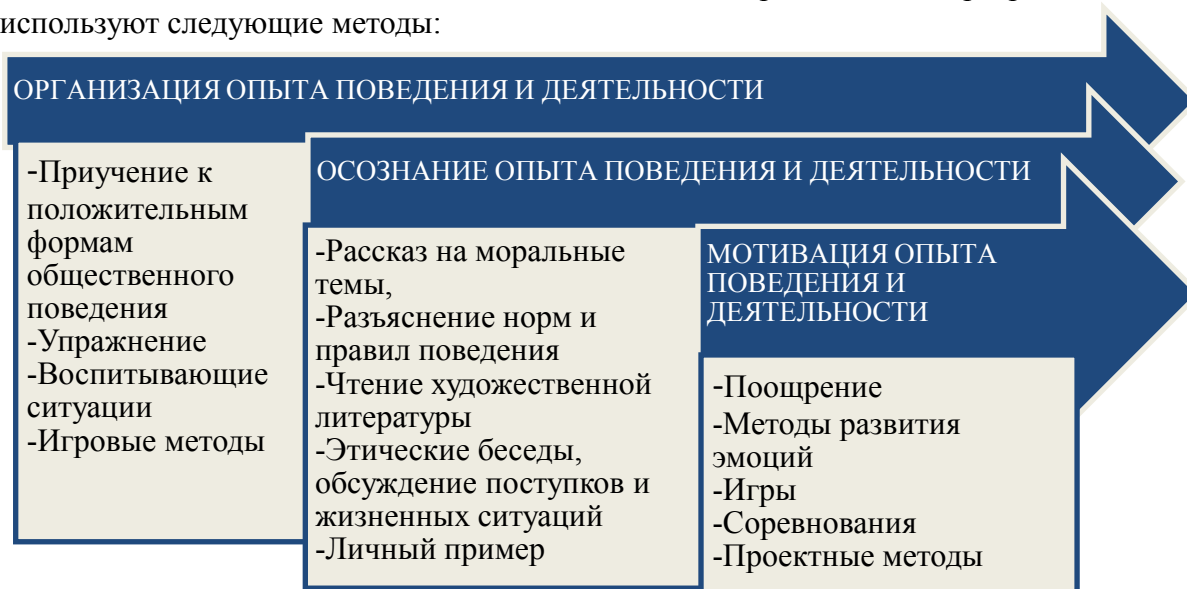 используют следующие методы:
ОРГАНИЗАЦИЯ ОПЫТА ПОВЕДЕНИЯ И ДЕЯТЕЛЬНОСТИ
-Приучение к
положительным
формам
общественного
поведения
-Упражнение
-Воспитывающие
ситуации
-Игровые методы
ОСОЗНАНИЕ ОПЫТА ПОВЕДЕНИЯ И ДЕЯТЕЛЬНОСТИ
-Рассказ на моральные
темы,
-Разъяснение норм и
правил поведения
-Чтение художественной
литературы
-Этические беседы,
обсуждение поступков и
жизненных ситуаций
-Личный пример
МОТИВАЦИЯ ОПЫТА
ПОВЕДЕНИЯ И
ДЕЯТЕЛЬНОСТИ
-Поощрение
-Методы развития
эмоций
-Игры
-Соревнования
-Проектные методы